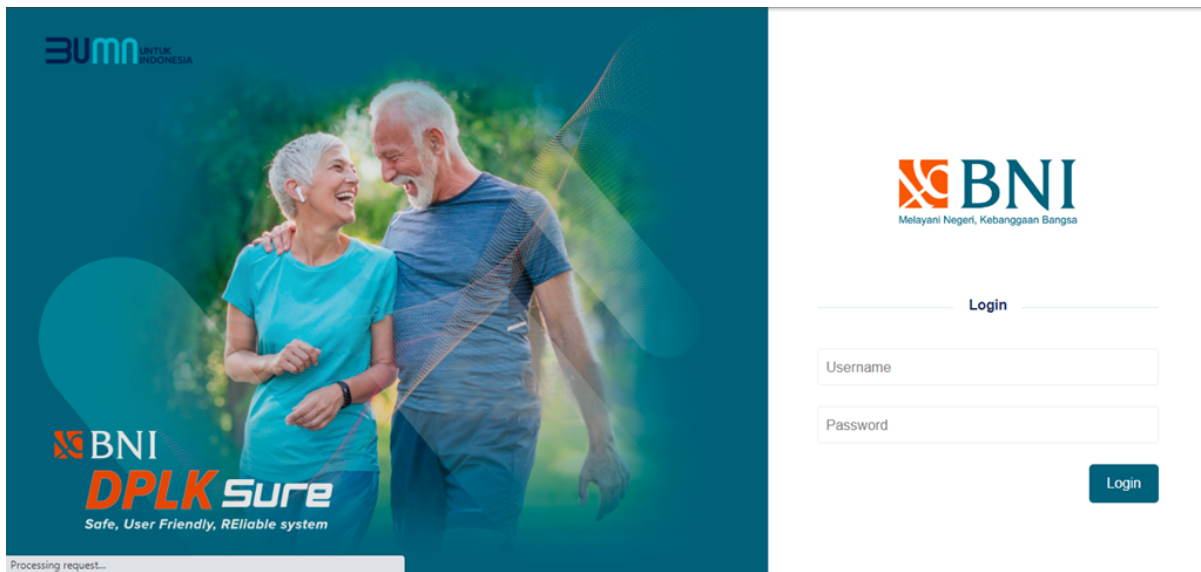 BUMN UNTUK
INDONESIA
BNI
DPLK Sure
Safe, User Friendly, REliable system
Processing request...
BNI
Melayani Negeri, Kebanggaan Bangsa
Login
Username
Password
Login